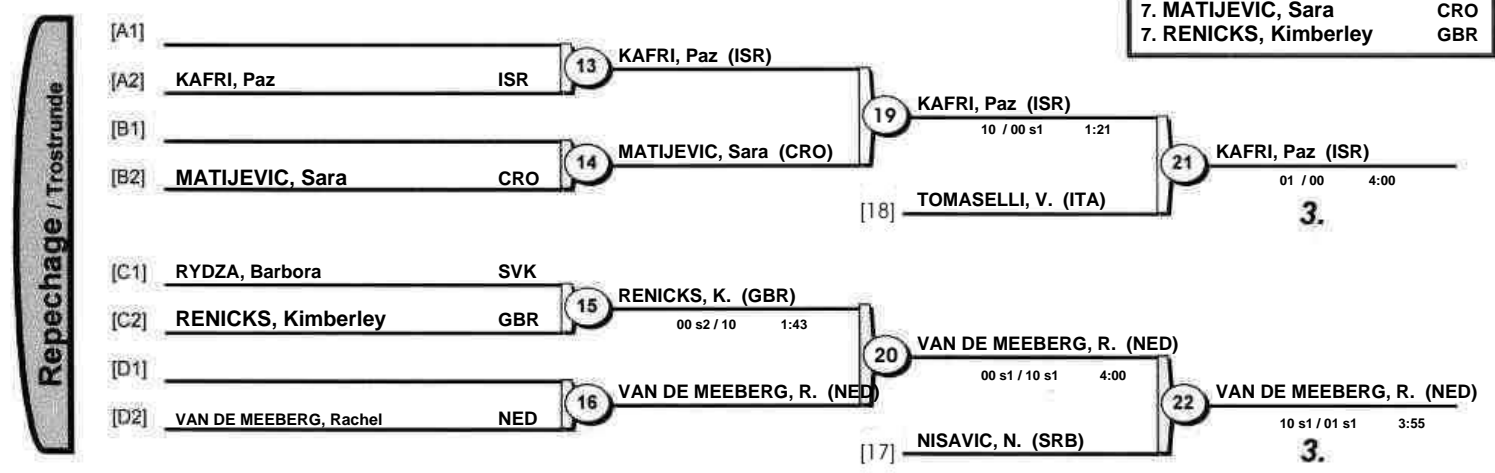 7. MATIJEVIC, Sara CRO
7. RENICKS, Kimberley GBR
Repechage / Trostrunde
[A1]
[A2] KAFRI, Paz ISR
13 KAFRI, Paz (ISR)
[B1]
[B2] MATIJEVIC, Sara CRO
14 MATIJEVIC, Sara (CRO)
19 KAFRI, Paz (ISR)
10 / 00 s1 1:21
[18] TOMASELLI, V. (ITA)
21 KAFRI, Paz (ISR)
01 / 00 4:00
3.
[C1] RYDZA, Barbora SVK
[C2] RENICKS, Kimberley GBR
15 RENICKS, K. (GBR)
00 s2 / 10 1:43
[D1]
[D2] VAN DE MEEBERG, Rachel NED
16 VAN DE MEEBERG, R. (NED)
20 VAN DE MEEBERG, R. (NED)
00 s1 / 10 s1 4:00
[17] NISAVIC, N. (SRB)
22 VAN DE MEEBERG, R. (NED)
10 s1 / 01 s1 3:55
3.